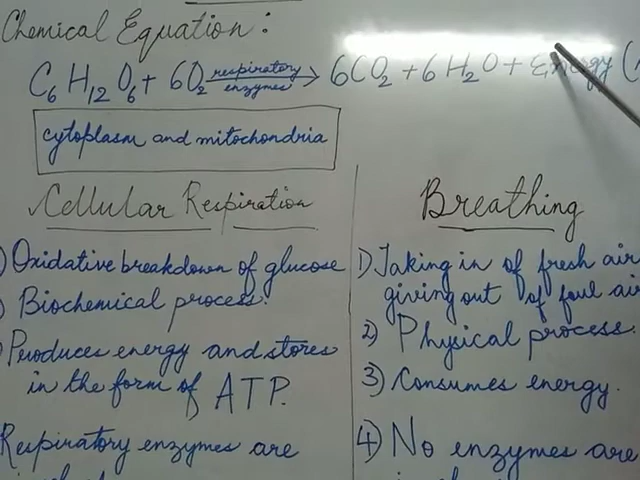 Chemical Equation:
C6H12O6 + 6O2 respiratory enzymes → 6CO2 + 6H2O + Energy (
cytoplasm and mitochondria
Cellular Respiration
) Oxidative breakdown of glucose
) Biochemical process.
) Produces energy and stores
in the form of ATP.
Respiratory enzymes are
Breathing
1) Taking in of fresh air
giving out of foul air
2) Physical process.
3) Consumes energy.
4) No enzymes are